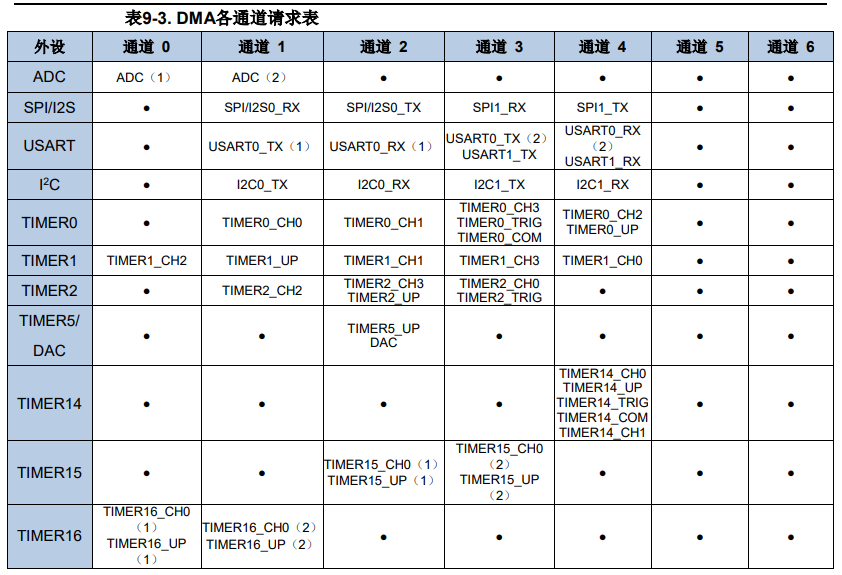 表9-3. DMA各通道请求表
外设 通道 0 通道 1 通道 2 通道 3 通道 4 通道 5 通道 6
ADC ADC（1） ADC（2） ● ● ● ● ●
SPI/I2S ● SPI/I2S0_RX SPI/I2S0_TX SPI1_RX SPI1_TX ● ●
USART ● USART0_TX（1） USART0_RX（1） USART0_TX（2） USART1_TX USART0_RX（2） USART1_RX ● ●
I²C ● I2C0_TX I2C0_RX I2C1_TX I2C1_RX ● ●
TIMER0 ● TIMER0_CH0 TIMER0_CH1 TIMER0_CH3 TIMER0_TRIG TIMER0_COM TIMER0_CH2 TIMER0_UP ● ●
TIMER1 TIMER1_CH2 TIMER1_UP TIMER1_CH1 TIMER1_CH3 TIMER1_CH0 ● ●
TIMER2 ● TIMER2_CH2 TIMER2_CH3 TIMER2_UP TIMER2_CH0 TIMER2_TRIG ● ● ●
TIMER5/DAC ● ● TIMER5_UP DAC ● ● ● ●
TIMER14 ● ● ● ● TIMER14_CH0 TIMER14_UP TIMER14_TRIG TIMER14_COM TIMER14_CH1 ● ●
TIMER15 ● ● TIMER15_CH0（1） TIMER15_UP（1） TIMER15_CH0（2） TIMER15_UP（2） ● ● ●
TIMER16 TIMER16_CH0（1） TIMER16_UP（1） TIMER16_CH0（2） TIMER16_UP（2） ● ● ● ● ●